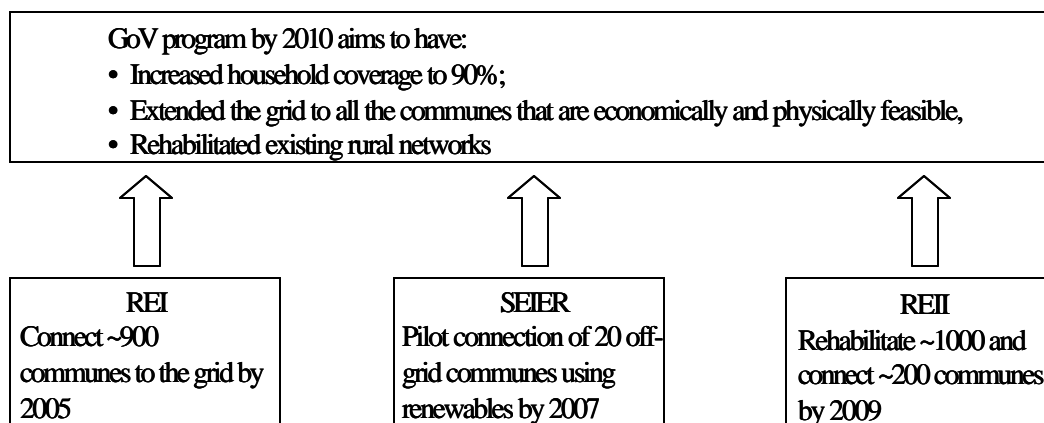 GoV program by 2010 aims to have:
• Increased household coverage to 90%;
• Extended the grid to all the communes that are economically and physically feasible,
• Rehabilitated existing rural networks
REI
Connect ~900
communes to the grid by
2005
SEIER
Pilot connection of 20 off-
grid communes using
renewables by 2007
REII
Rehabilitate ~1000 and
connect ~200 communes
by 2009